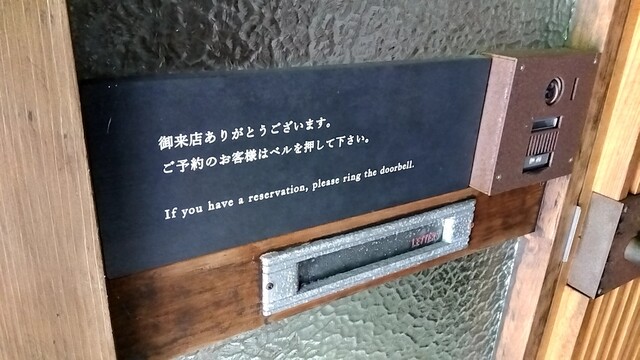 御来店ありがとうございます。
ご予約のお客様はベルを押して下さい。
If you have a reservation, please ring the doorbell.
LETTERS